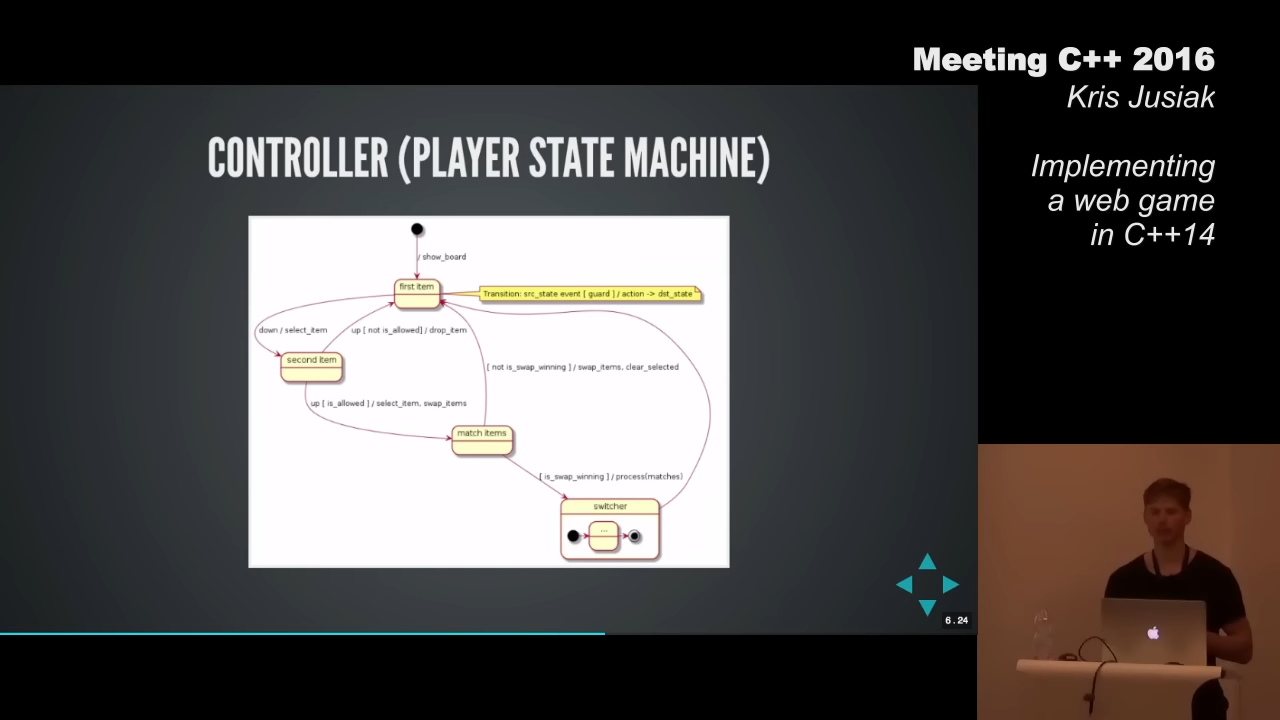 Meeting C++ 2016
Kris Jusiak
Implementing
a web game
in C++14
CONTROLLER (PLAYER STATE MACHINE)
/ show_board
first item
Transition: src_state event [ guard ] / action -> dst_state
down / select_item
up [ not is_allowed] / drop_item
second item
[ not is_swap_winning ] / swap_items, clear_selected
up [ is_allowed ] / select_item, swap_items
match items
[ is_swap_winning ] / process(matches)
switcher
...
6.24